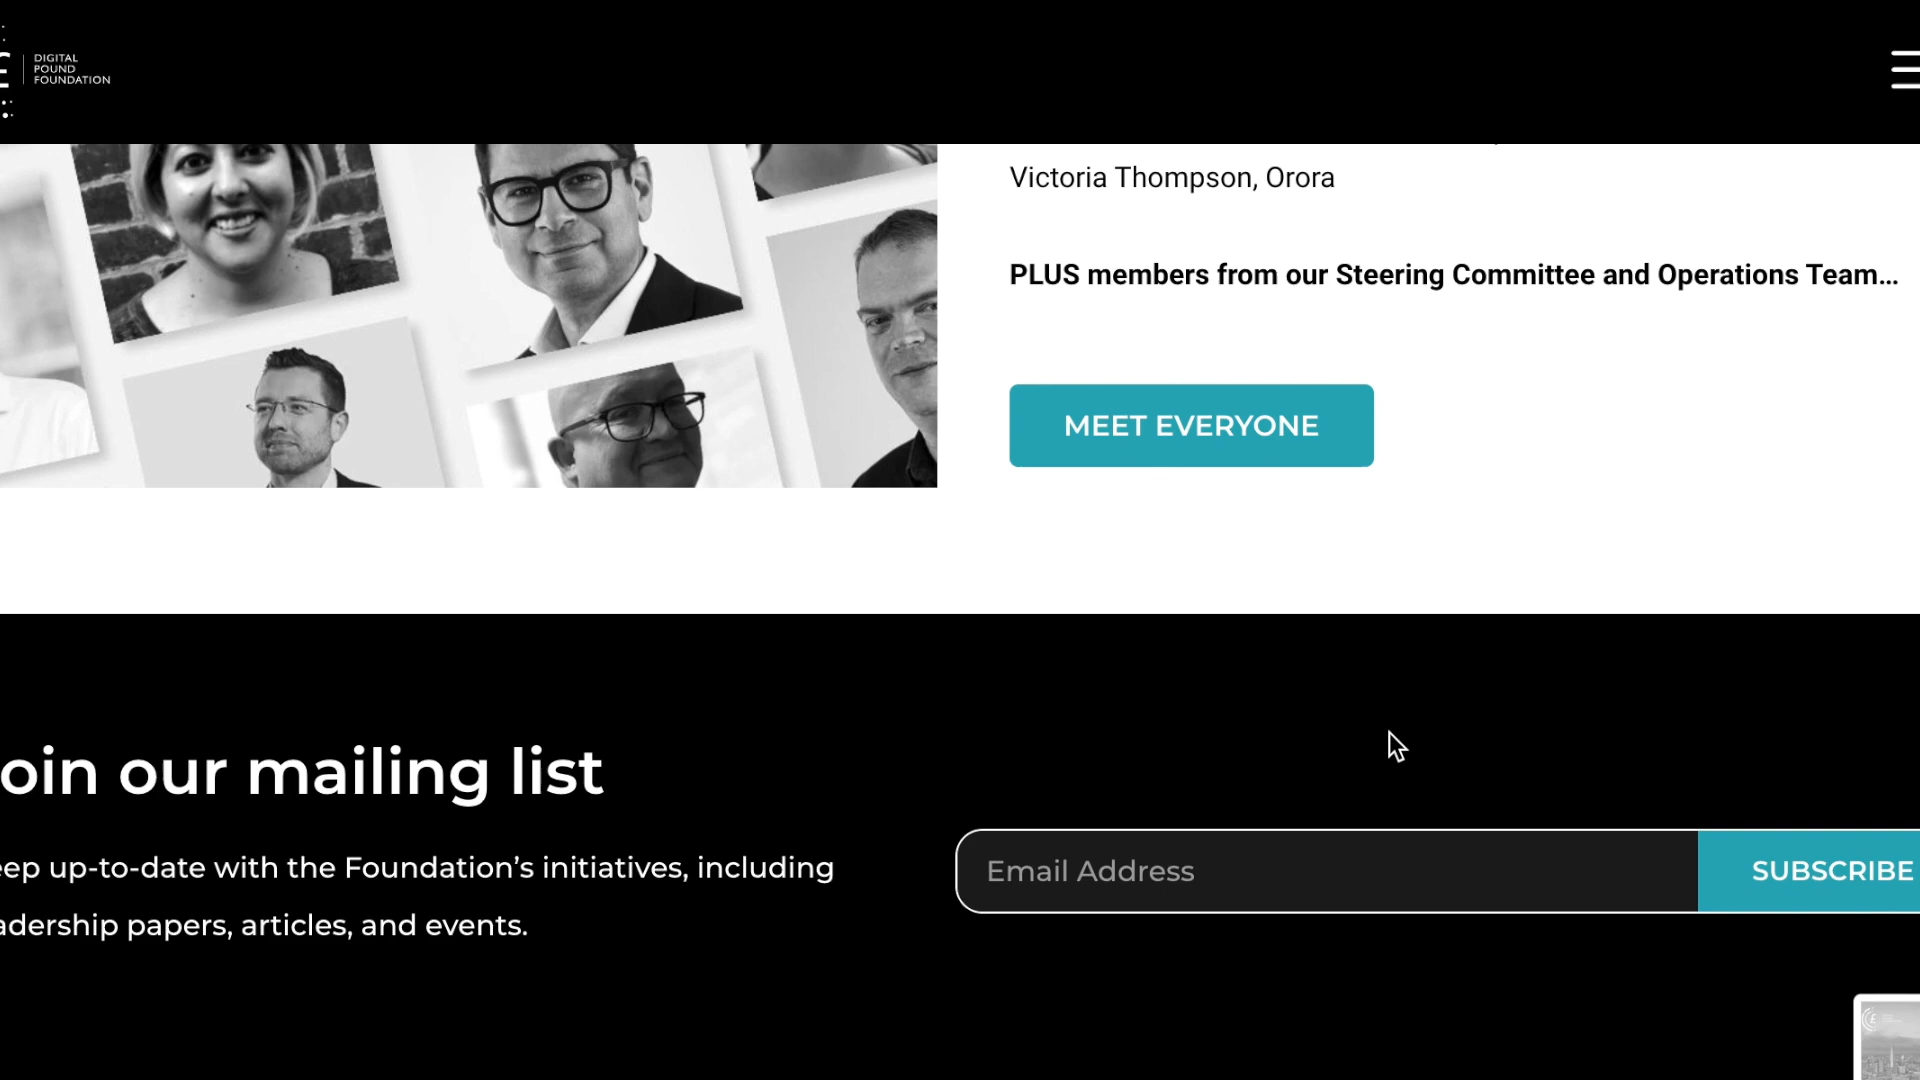 DIGITAL
POUND
FOUNDATION
Victoria Thompson, Orora
PLUS members from our Steering Committee and Operations Team...
MEET EVERYONE
oin our mailing list
eep up-to-date with the Foundation's initiatives, including
adership papers, articles, and events.
Email Address
SUBSCRIBE